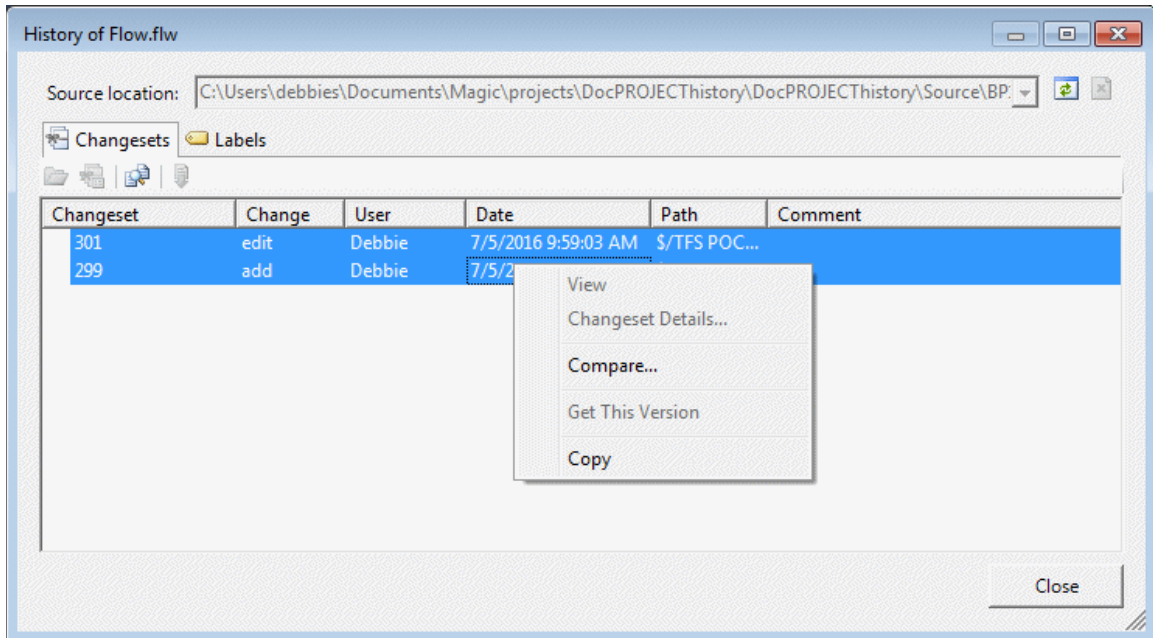 History of Flow.flw
Source location: C:\Users\debbies\Documents\Magic\projects\DocPROJECThistory\DocPROJECThistory\Source\BP.
Changesets Labels
Changeset Change User Date Path Comment
301 edit Debbie 7/5/2016 9:59:03 AM $/TFS POC...
299 add Debbie 7/5/2
View
Changeset Details...
Compare...
Get This Version
Copy
Close